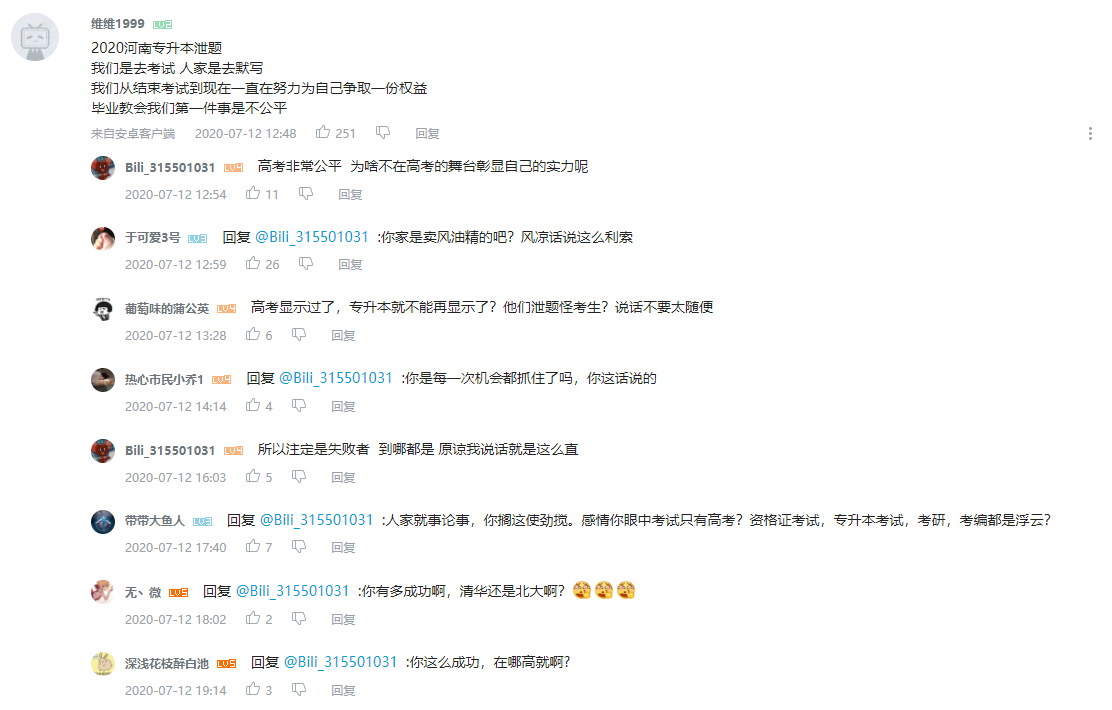 维维1999 LV2
2020河南专升本泄题
我们是去考试 人家是去默写
我们从结束考试到现在一直在努力为自己争取一份权益
毕业教会我们第一件事是不公平
来自安卓客户端 2020-07-12 12:48 251 回复
Bili_315501031 LV4 高考非常公平 为啥不在高考的舞台彰显自己的实力呢
2020-07-12 12:54 11 回复
于可爱3号 LV3 回复 @Bili_315501031 :你家是卖风油精的吧？风凉话说这么利索
2020-07-12 12:59 26 回复
葡萄味的蒲公英 LV4 高考显示过了，专升本就不能再显示了？他们泄题怪考生？说话不要太随便
2020-07-12 13:28 6 回复
热心市民小乔1 LV4 回复 @Bili_315501031 :你是每一次机会都抓住了吗，你这话说的
2020-07-12 14:14 4 回复
Bili_315501031 LV4 所以注定是失败者 到哪都是 原谅我说话就是这么直
2020-07-12 16:03 5 回复
带带大鱼人 LV3 回复 @Bili_315501031 :人家就事论事，你搁这使劲搅。感情你眼中考试只有高考？资格证考试，专升本考试，考研，考编都是浮云？
2020-07-12 17:40 7 回复
无丶微 LV5 回复 @Bili_315501031 :你有多成功啊，清华还是北大啊？
2020-07-12 18:02 2 回复
深浅花枝醉白池 LV5 回复 @Bili_315501031 :你这么成功，在哪高就啊？
2020-07-12 19:14 3 回复